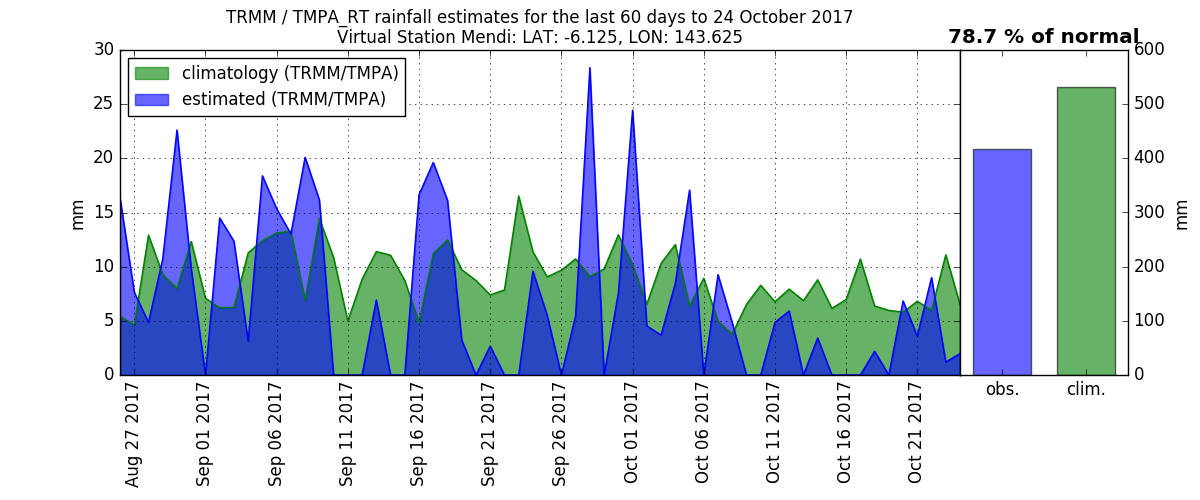 TRMM / TMPA_RT rainfall estimates for the last 60 days to 24 October 2017
Virtual Station Mendi: LAT: -6.125, LON: 143.625
78.7 % of normal
climatology (TRMM/TMPA)
estimated (TRMM/TMPA)
mm
30
25
20
15
10
5
0
Aug 27 2017
Sep 01 2017
Sep 06 2017
Sep 11 2017
Sep 16 2017
Sep 21 2017
Sep 26 2017
Oct 01 2017
Oct 06 2017
Oct 11 2017
Oct 16 2017
Oct 21 2017
obs.
clim.
600
500
400
300
200
100
0
mm